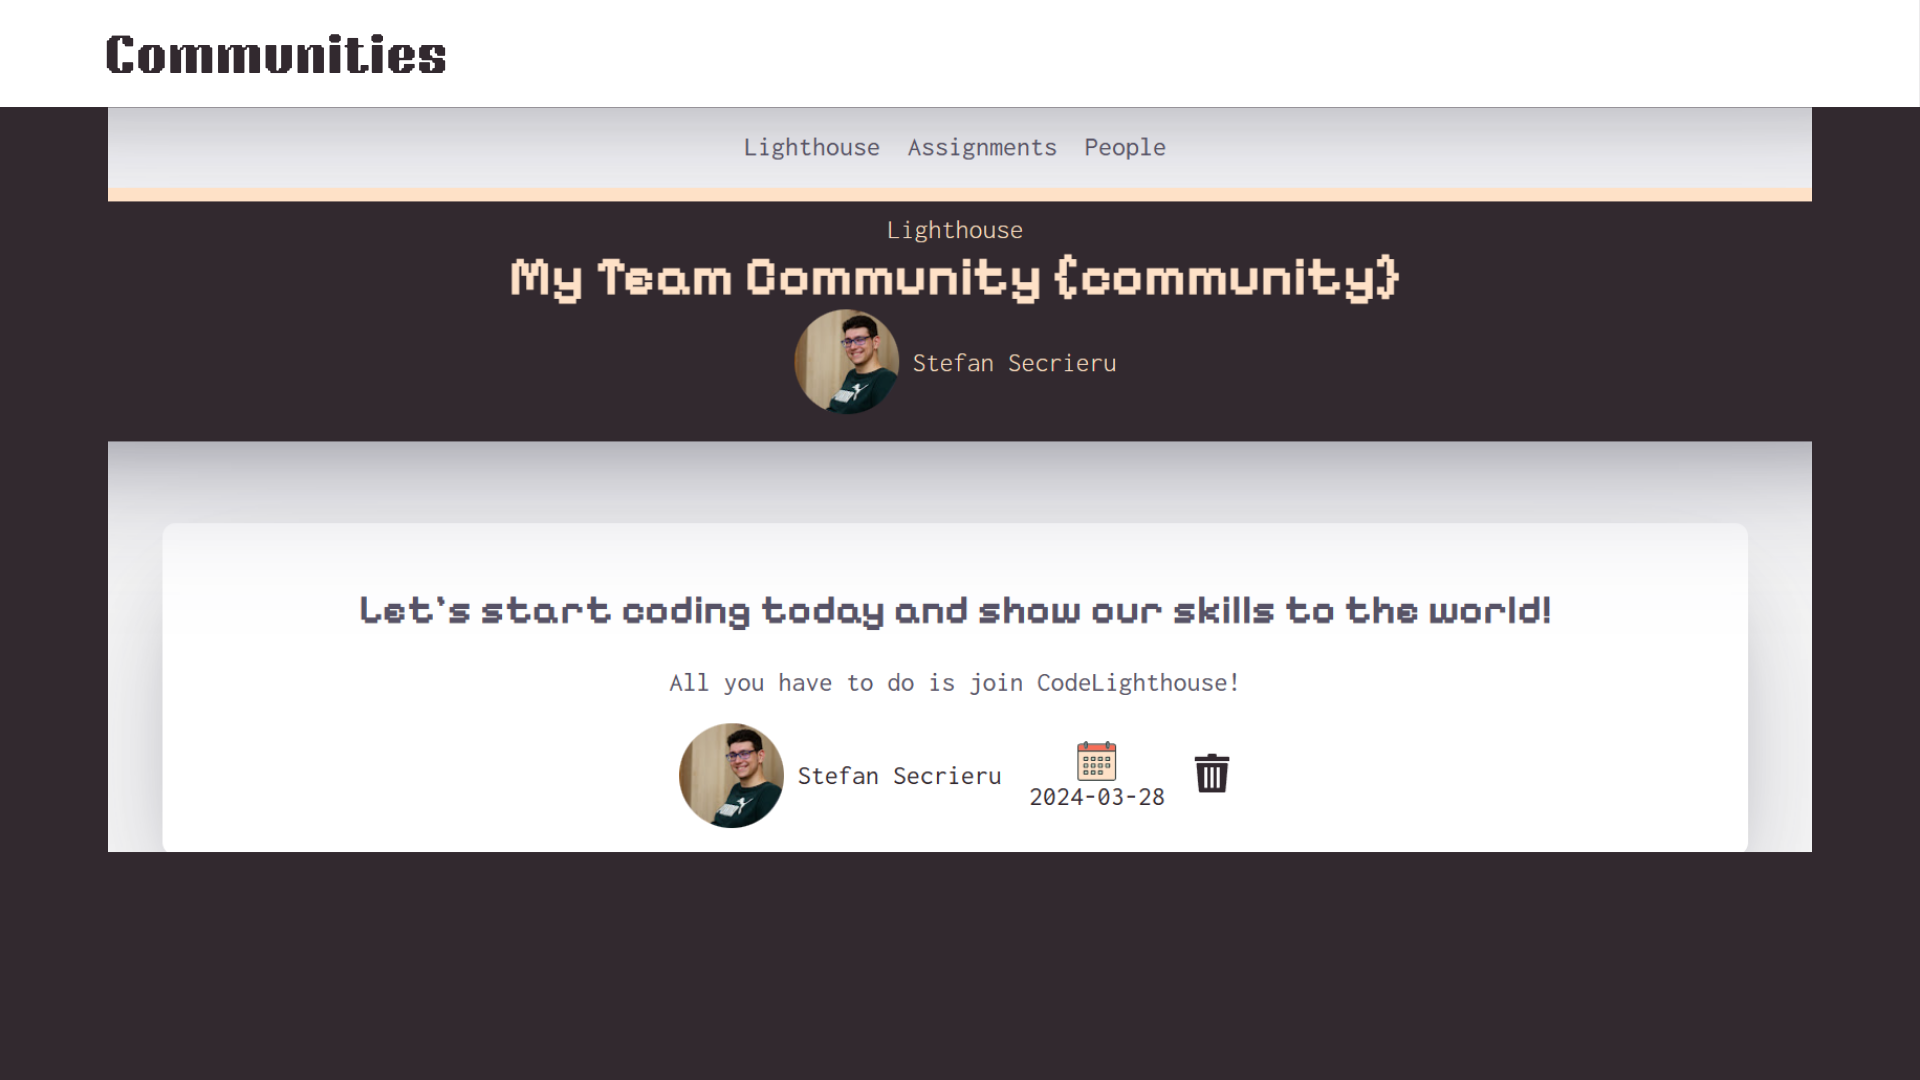 Communities
Lighthouse Assignments People
Lighthouse
My Team Community {community}
Stefan Secrieru
Let's start coding today and show our skills to the world!
All you have to do is join CodeLighthouse!
Stefan Secrieru
2024-03-28